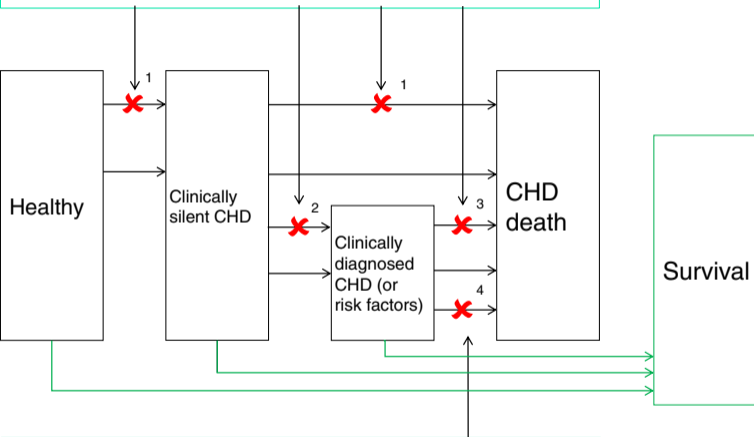 1
1
Healthy
Clinically
silent CHD
2
Clinically
diagnosed
CHD (or
risk factors)
3
4
CHD
death
Survival